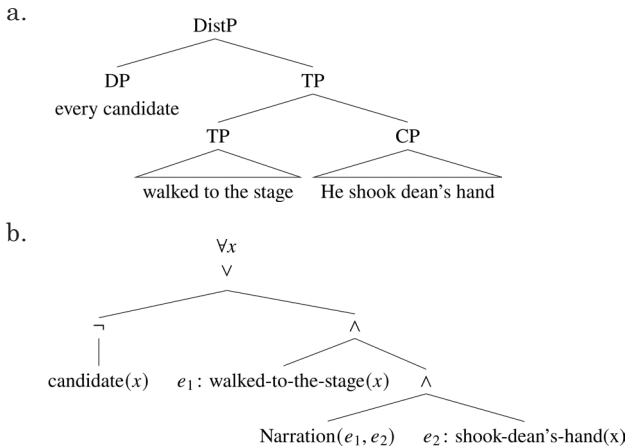 a.
DistP
DP TP
every candidate
TP CP
walked to the stage He shook dean's hand
b.
∀x
∨
¬ ∧
candidate(x) e₁: walked-to-the-stage(x) ∧
Narration(e₁, e₂) e₂: shook-dean's-hand(x)